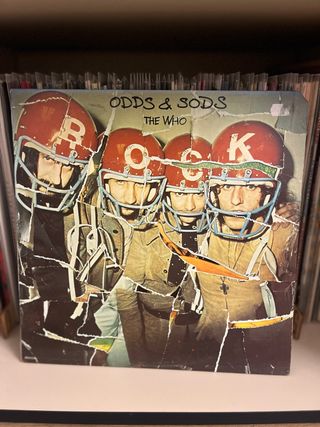 ODDS & SODS
THE WHO
R O C K